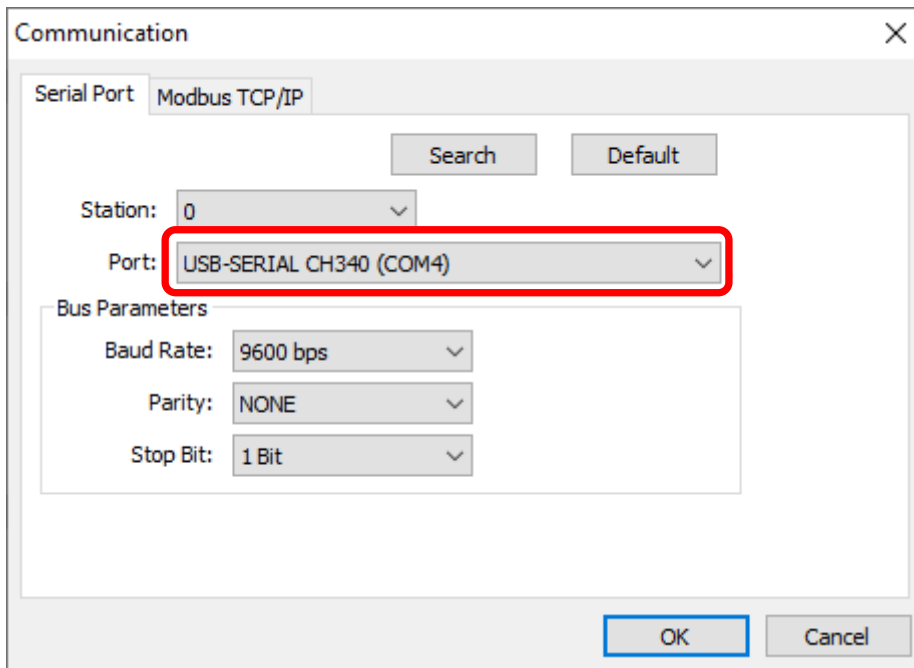 Communication
Serial Port Modbus TCP/IP
Search Default
Station: 0
Port: USB-SERIAL CH340 (COM4)
Bus Parameters
Baud Rate: 9600 bps
Parity: NONE
Stop Bit: 1 Bit
OK Cancel